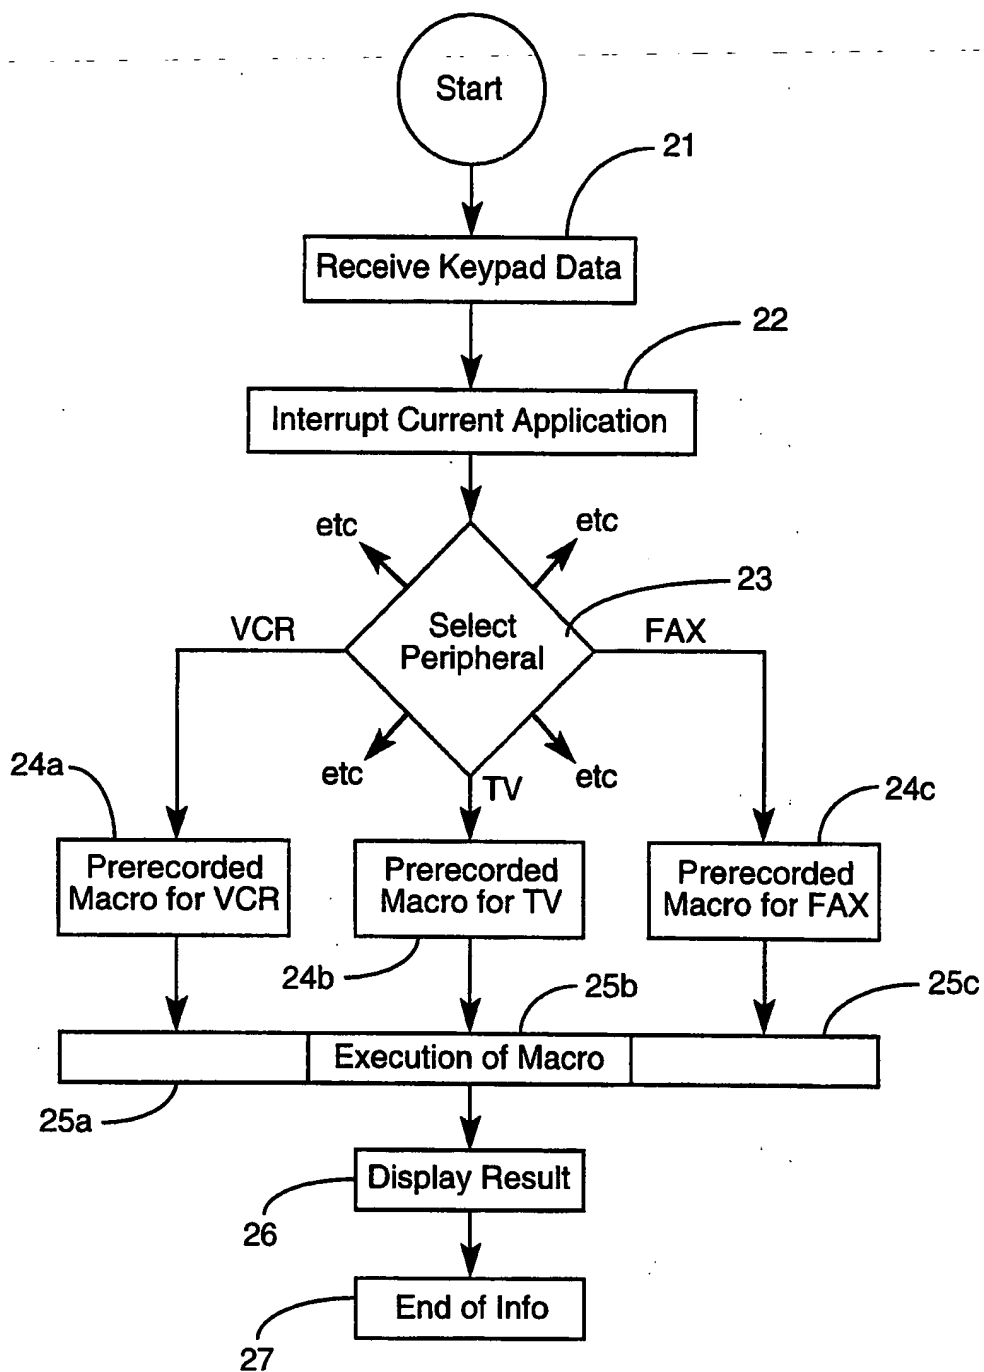 Start
21
Receive Keypad Data
22
Interrupt Current Application
etc
etc
23
VCR
Select
Peripheral
FAX
etc
etc
TV
24a
24c
Prerecorded
Macro for VCR
Prerecorded
Macro for TV
Prerecorded
Macro for FAX
24b
25b
25c
Execution of Macro
25a
Display Result
26
End of Info
27